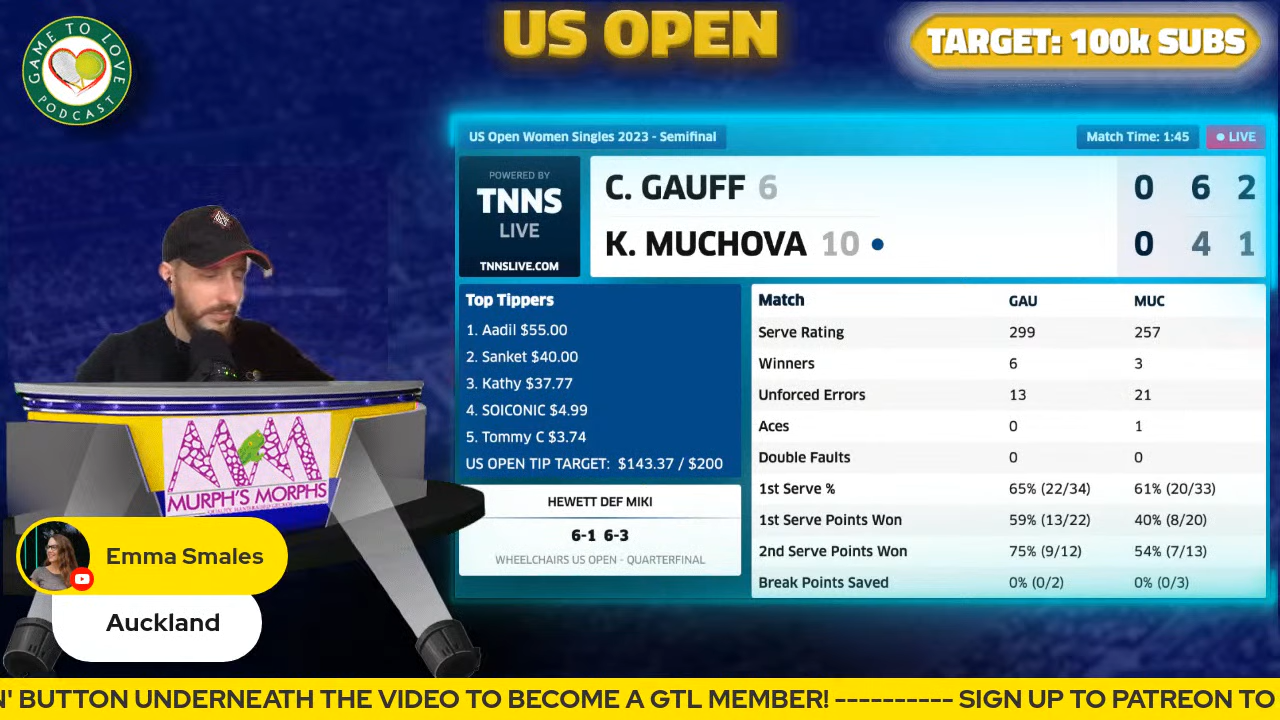 GAME TO LOVE
PODCAST
US OPEN
TARGET: 100k SUBS
US Open Women Singles 2023 - Semifinal
Match Time: 1:45
LIVE
POWERED BY
TNNS
LIVE
TNNSLIVE.COM
C. GAUFF 6 0 6 2
K. MUCHOVA 10 0 4 1
Top Tippers
1. Aadil $55.00
2. Sanket $40.00
3. Kathy $37.77
4. SOICONIC $4.99
5. Tommy C $3.74
US OPEN TIP TARGET: $143.37 / $200
HEWETT DEF MIKI
6-1 6-3
WHEELCHAIRS US OPEN - QUARTERFINAL
Match GAU MUC
Serve Rating 299 257
Winners 6 3
Unforced Errors 13 21
Aces 0 1
Double Faults 0 0
1st Serve % 65% (22/34) 61% (20/33)
1st Serve Points Won 59% (13/22) 40% (8/20)
2nd Serve Points Won 75% (9/12) 54% (7/13)
Break Points Saved 0% (0/2) 0% (0/3)
MM
MURPH'S MORPHS
Emma Smales
Auckland
N' BUTTON UNDERNEATH THE VIDEO TO BECOME A GTL MEMBER! ---------- SIGN UP TO PATREON TO